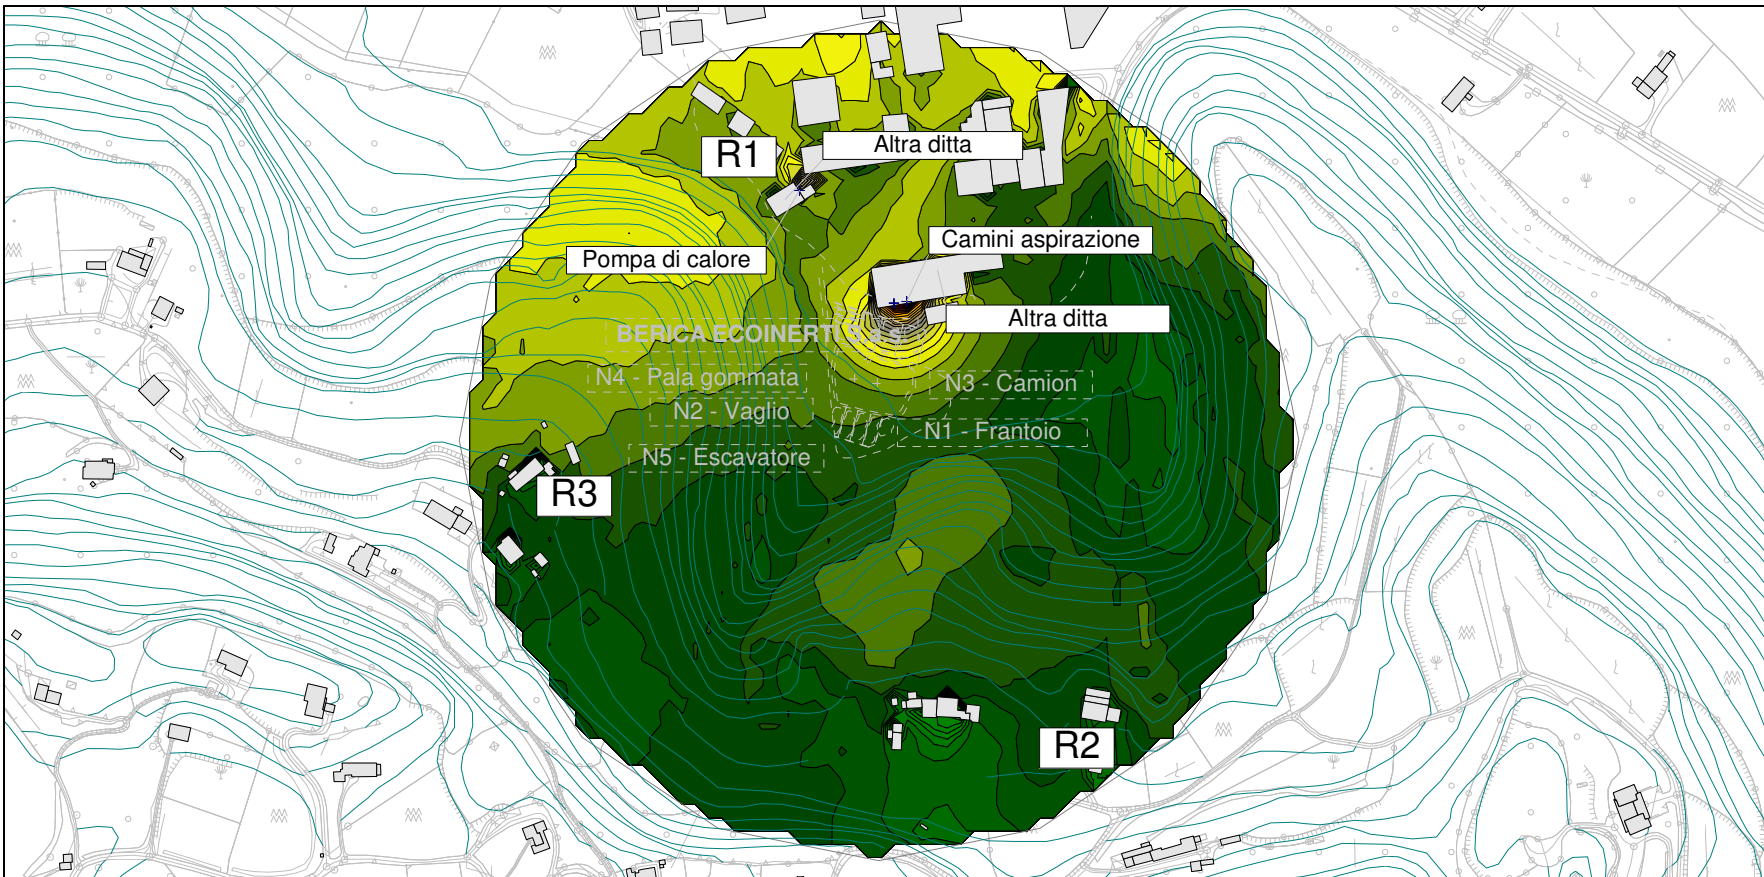 R1
Altra ditta
Pompa di calore
Camini aspirazione
Altra ditta
BERICA ECOINERTI S.a.s.
N4 - Pala gommata
N3 - Camion
N2 - Vaglio
N1 - Frantoio
N5 - Escavatore
R3
R2